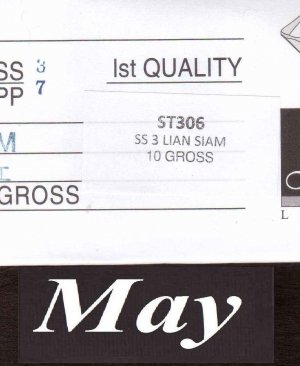 SS 3
1st QUALITY
PP 7
ST306
SS 3 LIAN SIAM
10 GROSS
M
GROSS
L
May